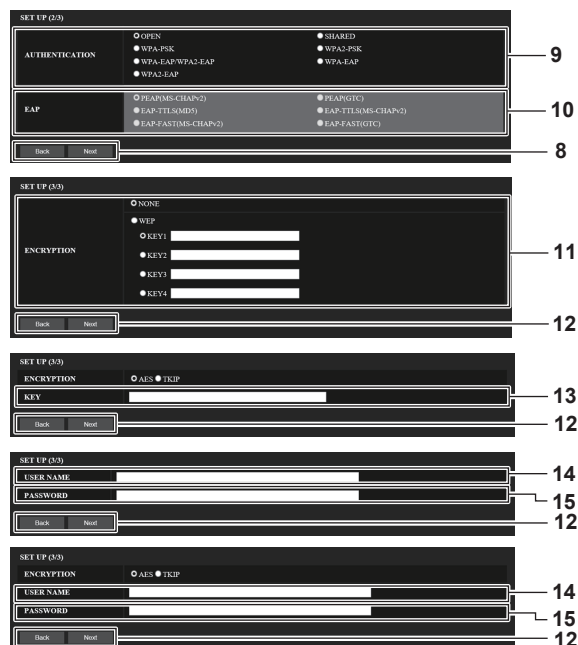 SET UP (2/3)
AUTHENTICATION
OPEN SHARED
WPA-PSK WPA2-PSK
WPA-EAP/WPA2-EAP WPA-EAP
WPA2-EAP
9
EAP
PEAP(MS-CHAPv2) PEAP(GTC)
EAP-TTLS(MD5) EAP-TTLS(MS-CHAPv2)
EAP-FAST(MS-CHAPv2) EAP-FAST(GTC)
10
Back Next
8
SET UP (3/3)
ENCRYPTION
NONE
WEP
KEY1
KEY2
KEY3
KEY4
11
Back Next
12
SET UP (3/3)
ENCRYPTION AES TKIP
KEY
13
Back Next
12
SET UP (3/3)
USER NAME
14
PASSWORD
15
Back Next
12
SET UP (3/3)
ENCRYPTION AES TKIP
USER NAME
14
PASSWORD
15
Back Next
12